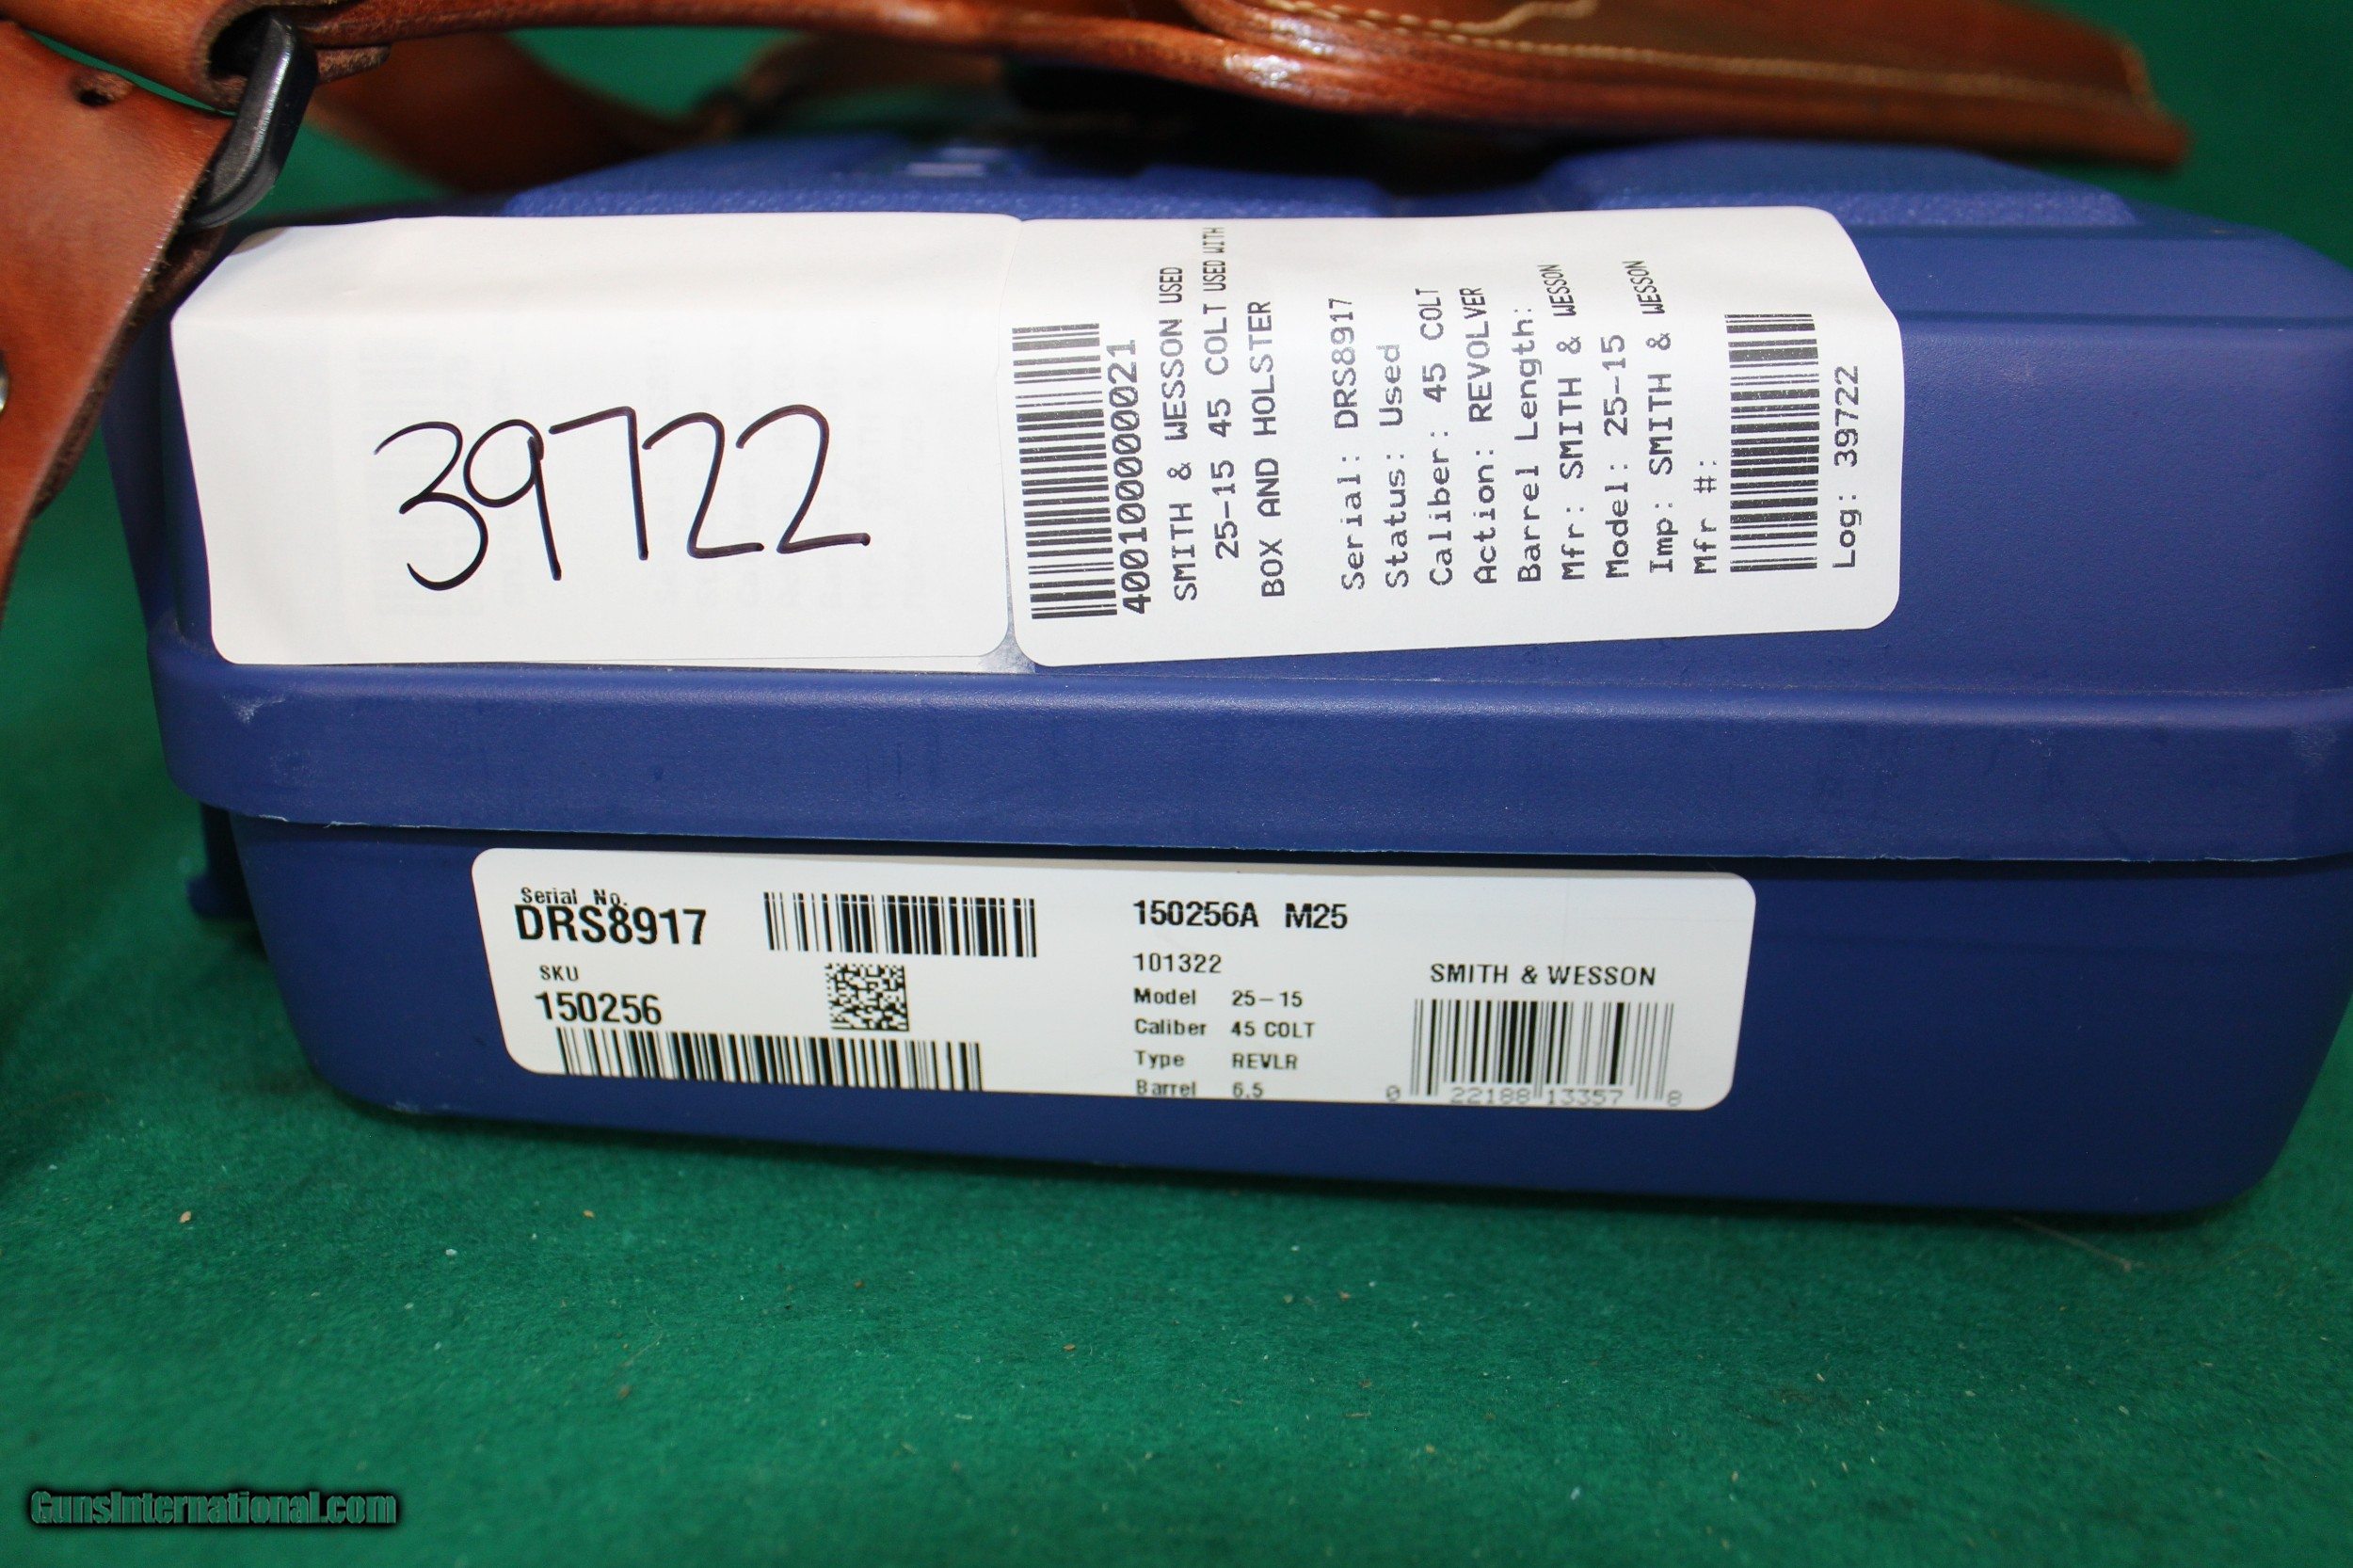 39722
400100000021
SMITH & WESSON USED
25-15 45 COLT USED WITH
BOX AND HOLSTER
Serial: DRS8917
Status: Used
Caliber: 45 COLT
Action: REVOLVER
Barrel Length:
Mfr: SMITH & WESSON
Model: 25-15
Imp: SMITH & WESSON
Mfr #:
Log: 39722
Serial No.
DRS8917
SKU
150256
150256A M25
101322
Model 25-15
Caliber 45 COLT
Type REVLR
Barrel 6.5
SMITH & WESSON
0 22188 13357 8
GunsInternational.com